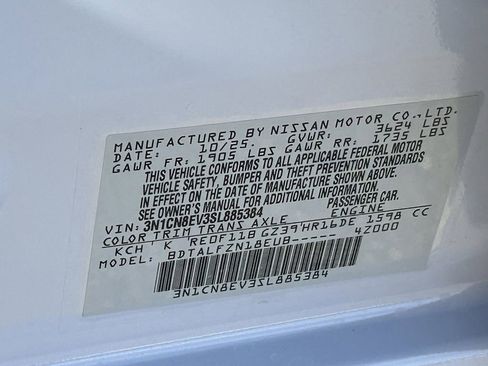 MANUFACTURED BY NISSAN MOTOR CO.,LTD.
DATE: 10/25. GVWR: 3624 LBS
GAWR FR: 1905 LBS GAWR RR: 1735 LBS
THIS VEHICLE CONFORMS TO ALL APPLICABLE FEDERAL MOTOR
VEHICLE SAFETY, BUMPER AND THEFT PREVENTION STANDARDS
IN EFFECT ON THE DATE OF MANUFACTURE SHOWN ABOVE.
SEE OWNER'S MANUAL FOR ADDITIONAL INFORMATION.
VIN: 3N1CN8EV3SL885384 PASSENGER CAR.
COLOR TRIM TRANS AXLE ENGINE
KCH K RE0F11B GZ39 HR16DE 1598 CC
MODEL: BDTALFZN18EUB----- 4Z000
3N1CN8EV3SL885384